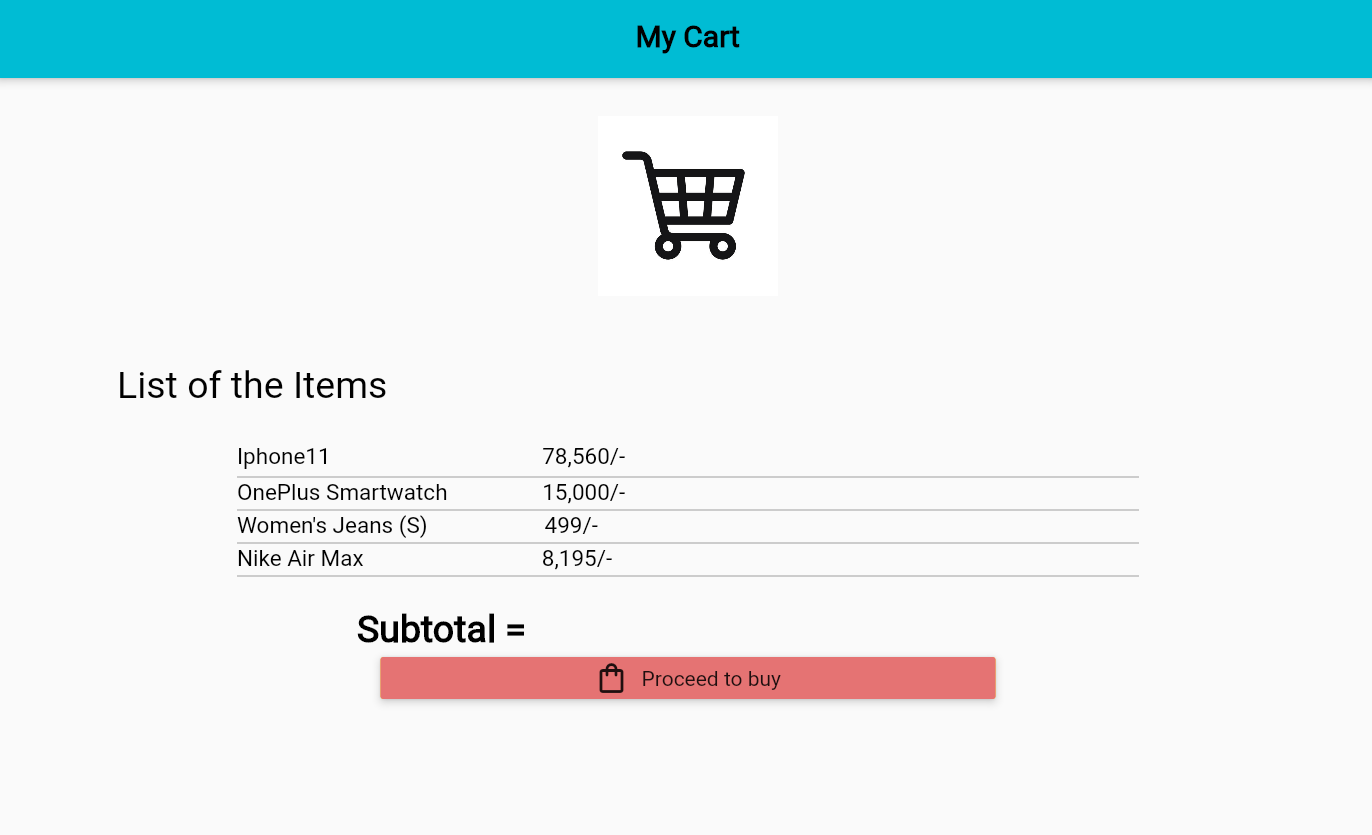 My Cart
List of the Items
Iphone11 78,560/-
OnePlus Smartwatch 15,000/-
Women's Jeans (S) 499/-
Nike Air Max 8,195/-
Subtotal =
Proceed to buy